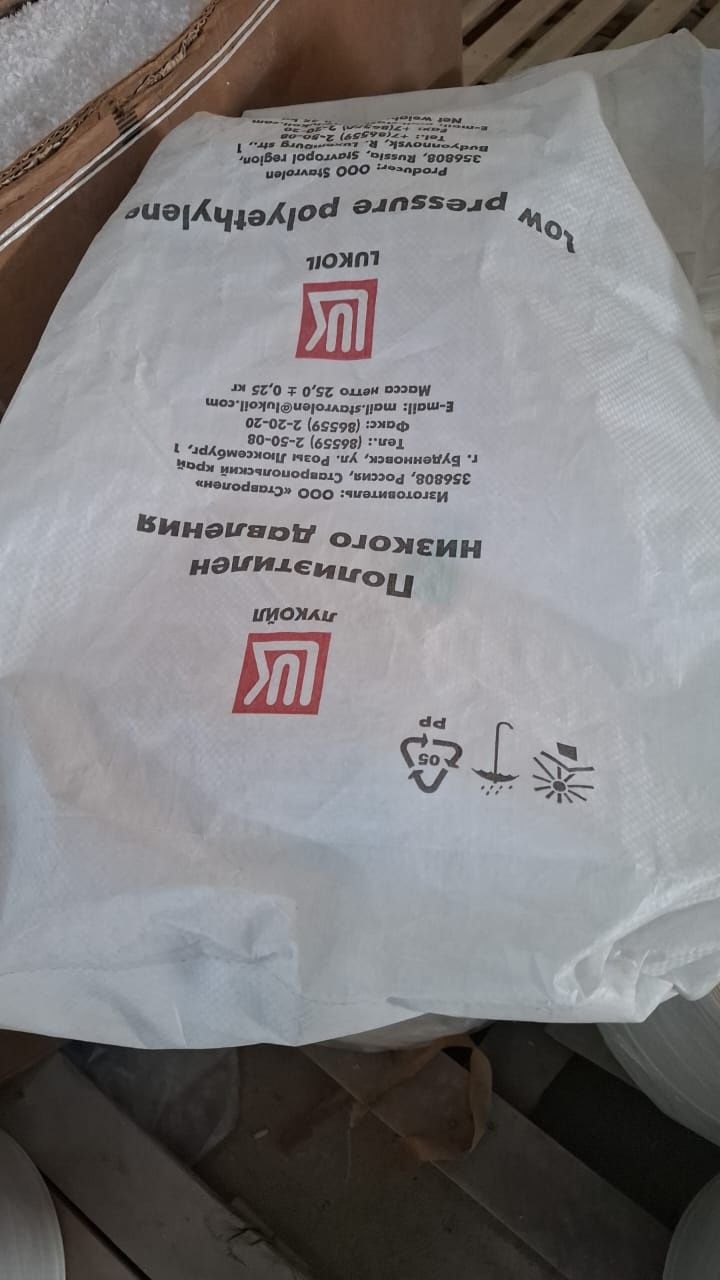 05
PP
LUK
ЛУКОЙЛ
Полиэтилен
низкого давления
Изготовитель: ООО «Ставролен»
356808, Россия, Ставропольский край
г. Буденновск, ул. Розы Люксембург, 1
Тел.: (86559) 2-50-08
Факс: (86559) 2-20-20
E-mail: mail.stavrolen@lukoil.com
Масса нетто 25,0 ± 0,25 кг
LUK
LUKOIL
Low pressure polyethylene
Producer: OOO Stavrolen
356808, Russia, Stavropol region,
Budyonnovsk, R. Luxembourg str., 1
Tel.: +7(86559) 2-50-08
Fax:
E-mail:
Net